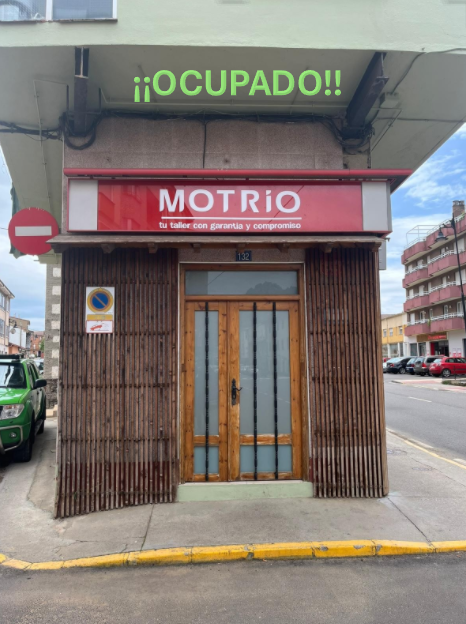 ¡¡OCUPADO!!
MOTRIO
tu taller con garantía y compromiso
132